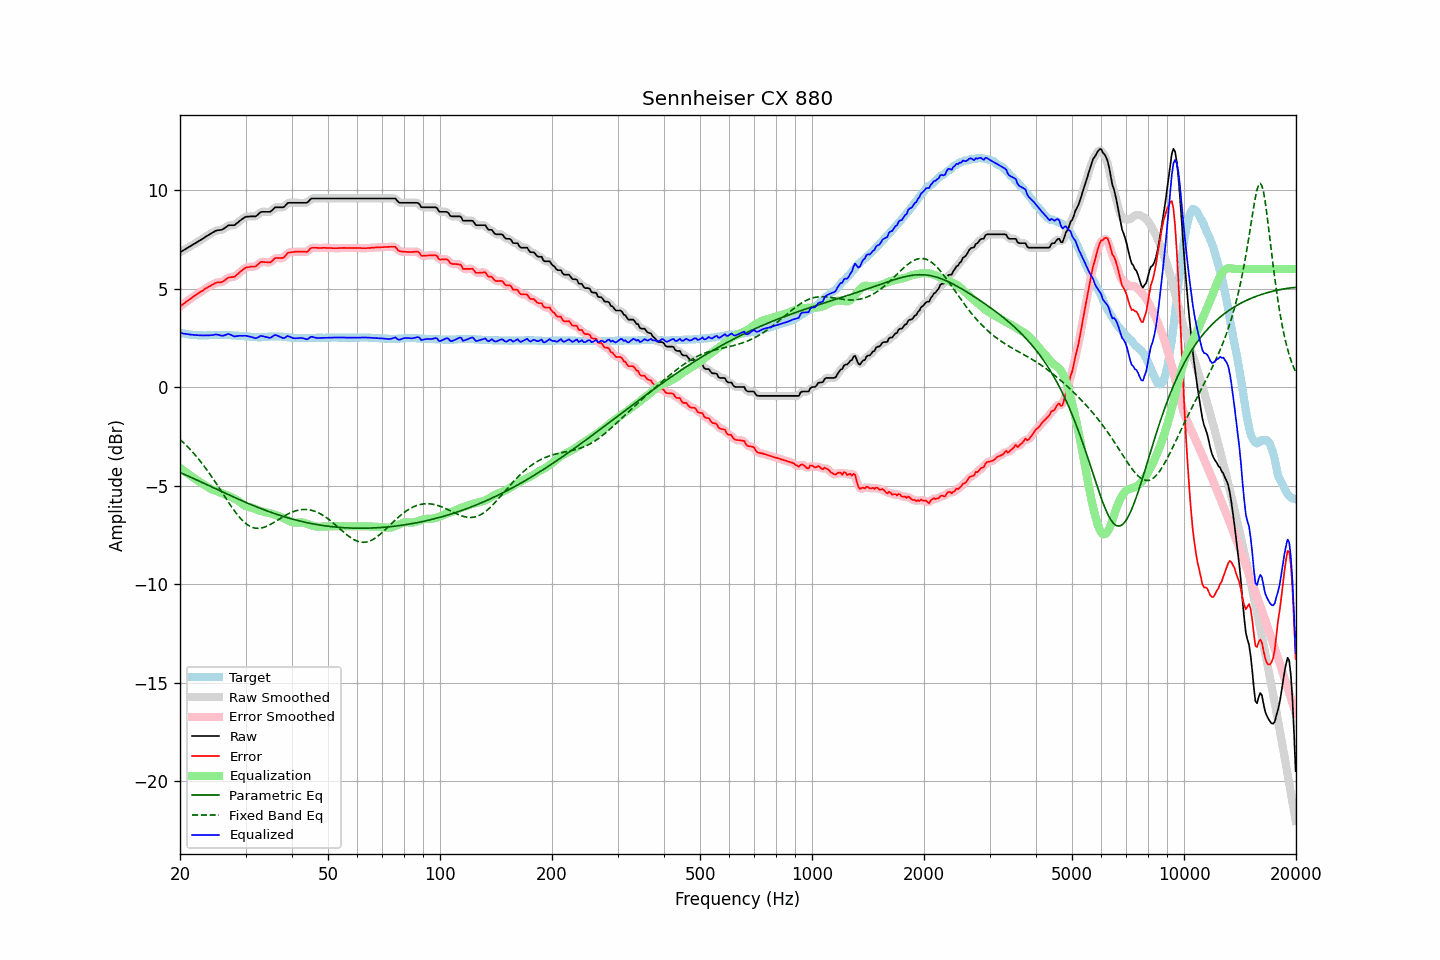 Sennheiser CX 880
Amplitude (dBr)
10
5
0
−5
−10
−15
−20
Target
Raw Smoothed
Error Smoothed
Raw
Error
Equalization
Parametric Eq
Fixed Band Eq
Equalized
20 50 100 200 500 1000 2000 5000 10000 20000
Frequency (Hz)